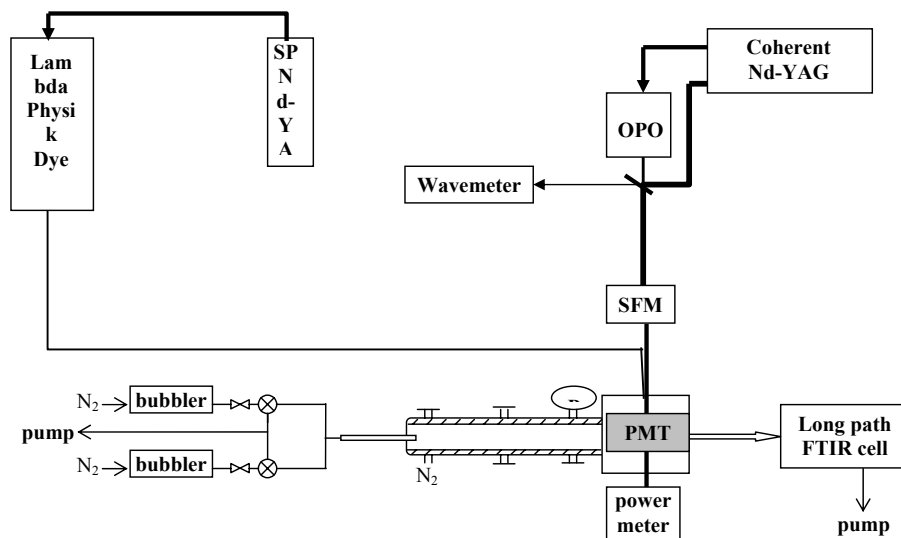 Lam
bda
Physi
k
Dye
SP
N
d-
Y
A
Coherent
Nd-YAG
OPO
Wavemeter
SFM
N2
bubbler
pump
N2
bubbler
N2
PMT
Long path
FTIR cell
power
meter
pump